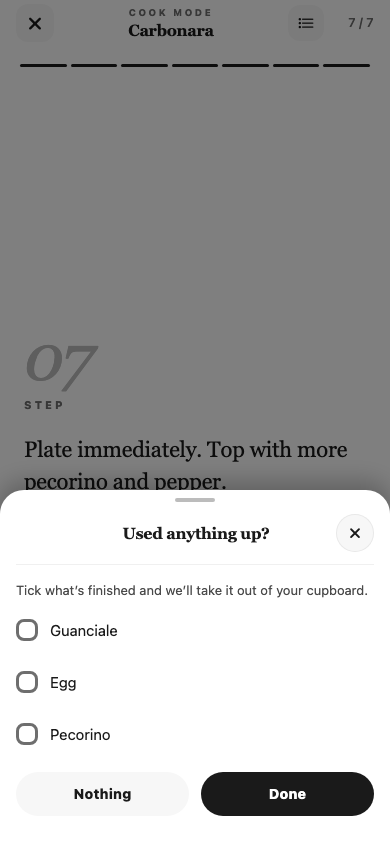 COOK MODE
Carbonara
7 / 7
07
STEP
Plate immediately. Top with more
pecorino and pepper.
Used anything up?
Tick what's finished and we'll take it out of your cupboard.
Guanciale
Egg
Pecorino
Nothing
Done